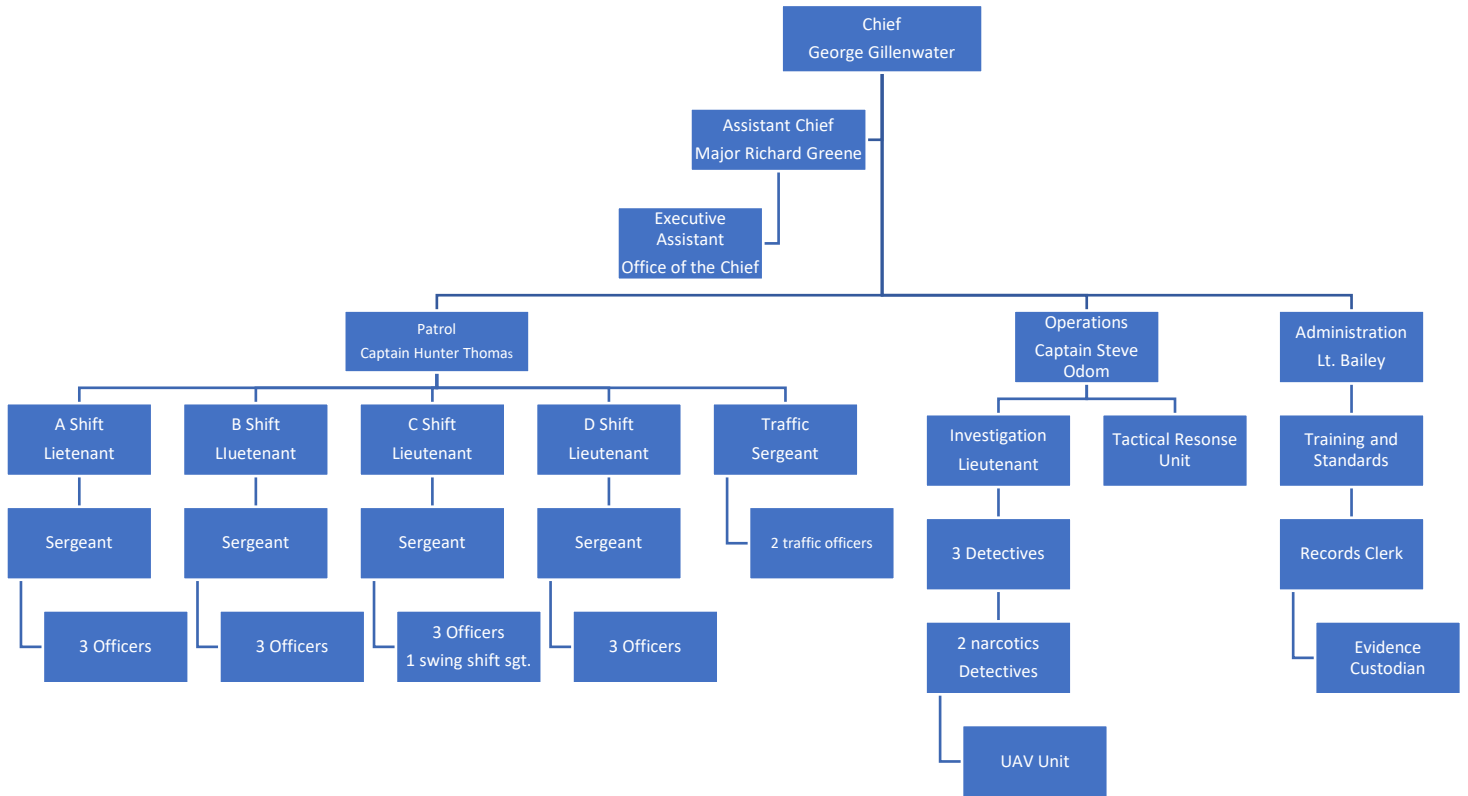 Chief
George Gillenwater
Assistant Chief
Major Richard Greene
Executive
Assistant
Office of the Chief
Patrol
Captain Hunter Thomas
Operations
Captain Steve
Odom
Administration
Lt. Bailey
A Shift
Lietenant
B Shift
LIuetenant
C Shift
Lieutenant
D Shift
Lieutenant
Traffic
Sergeant
Investigation
Lieutenant
Tactical Resonse
Unit
Training and
Standards
Sergeant
Sergeant
Sergeant
Sergeant
2 traffic officers
3 Detectives
Records Clerk
3 Officers
3 Officers
3 Officers
1 swing shift sgt.
3 Officers
2 narcotics
Detectives
Evidence
Custodian
UAV Unit